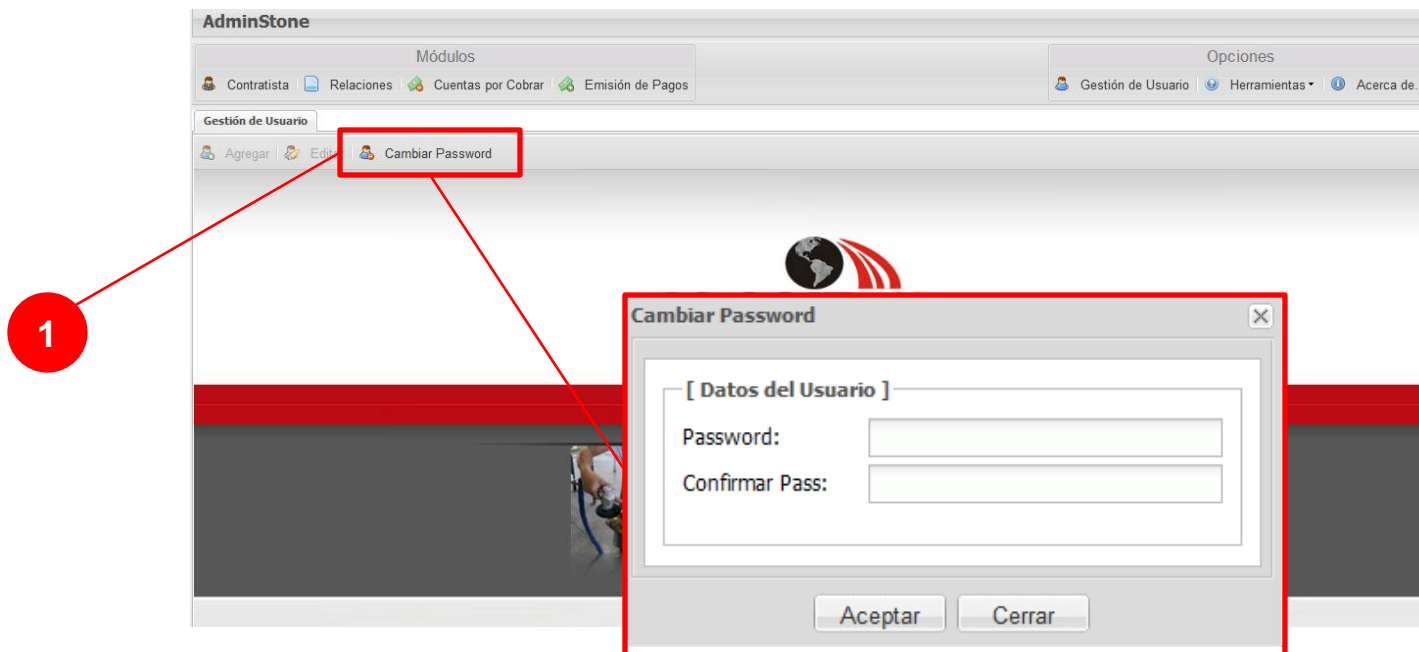 AdminStone
Módulos
Opciones
Contratista Relaciones Cuentas por Cobrar Emisión de Pagos
Gestión de Usuario Herramientas Acerca de.
Gestión de Usuario
Agregar Editar Cambiar Password
1
Cambiar Password
[ Datos del Usuario ]
Password:
Confirmar Pass:
Aceptar Cerrar